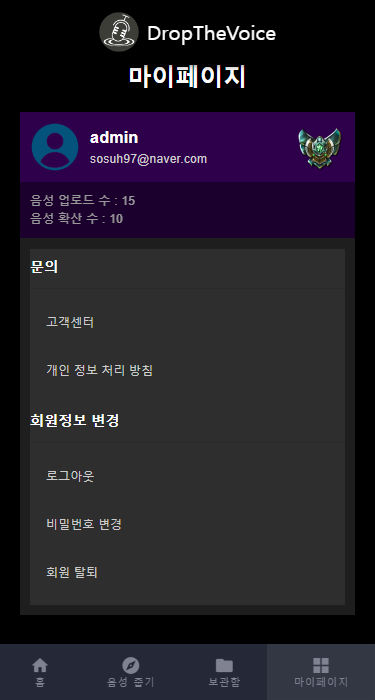 DropTheVoice
마이페이지
admin
sosuh97@naver.com
음성 업로드 수 : 15
음성 확산 수 : 10
문의
고객센터
개인 정보 처리 방침
회원정보 변경
로그아웃
비밀번호 변경
회원 탈퇴
홈
음성 줍기
보관함
마이페이지